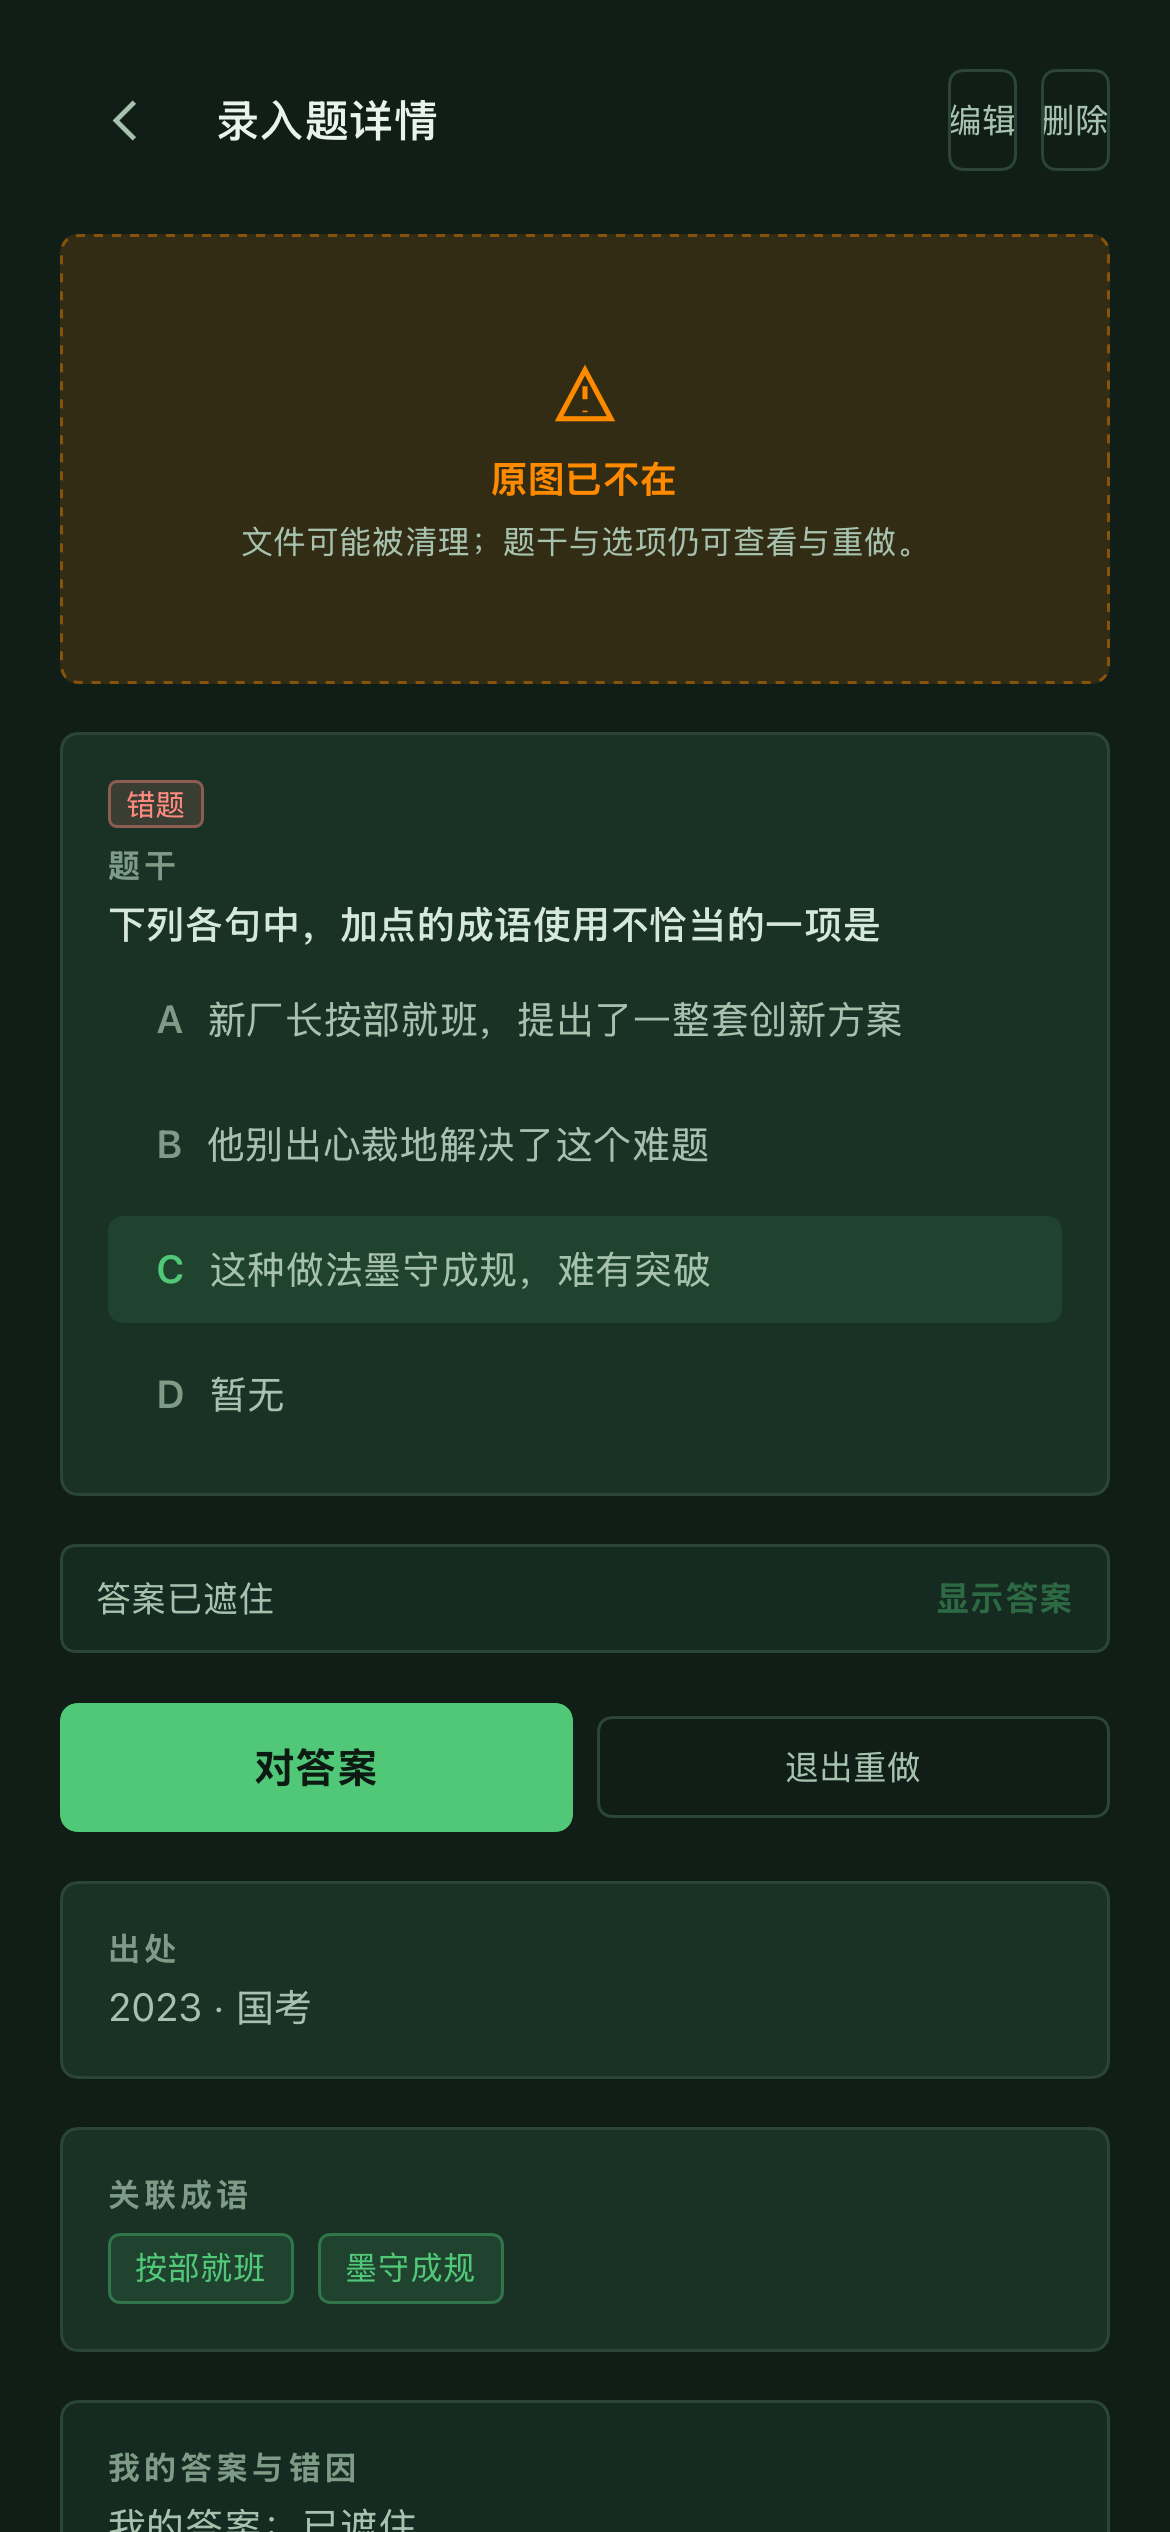 录入题详情
编辑
删除
原图已不在
文件可能被清理；题干与选项仍可查看与重做。
错题
题干
下列各句中，加点的成语使用不恰当的一项是
A 新厂长按部就班，提出了一整套创新方案
B 他别出心裁地解决了这个难题
C 这种做法墨守成规，难有突破
D 暂无
答案已遮住
显示答案
对答案
退出重做
出处
2023 · 国考
关联成语
按部就班
墨守成规
我的答案与错因
我的答案：已遮住